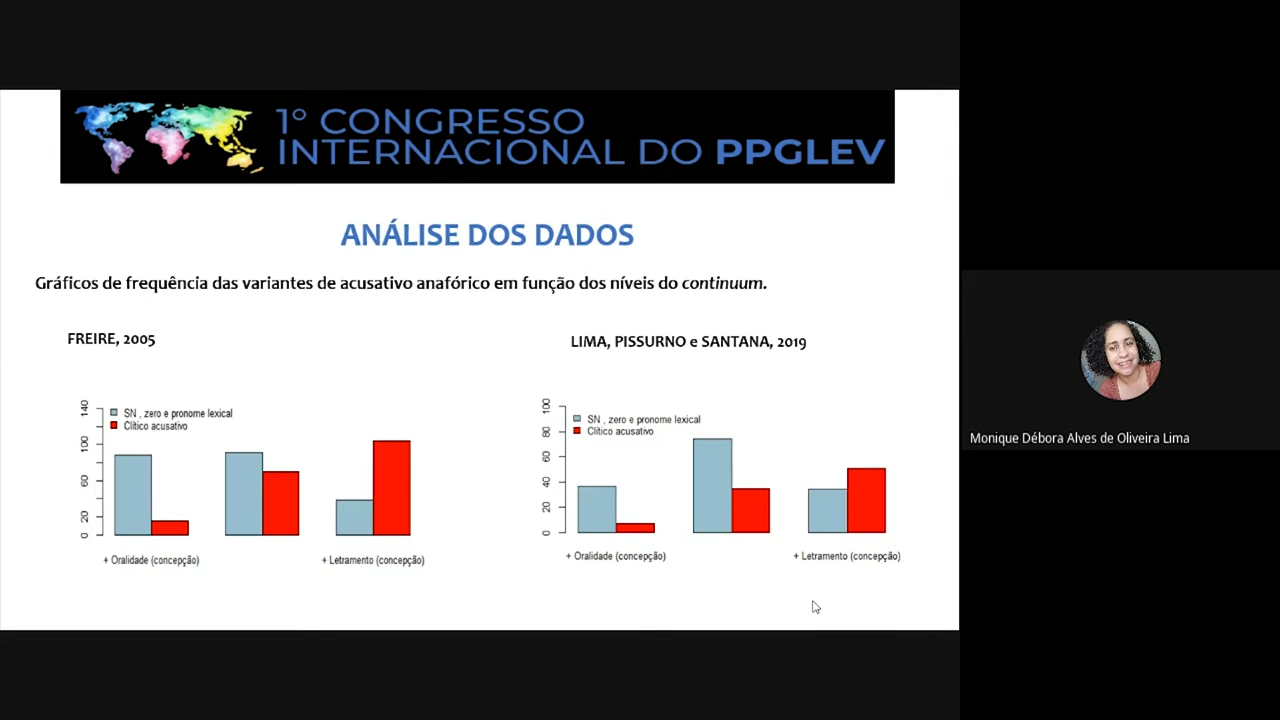 1º CONGRESSO
INTERNACIONAL DO PPGLEV
ANÁLISE DOS DADOS
Gráficos de frequência das variantes de acusativo anafórico em função dos níveis do continuum.
FREIRE, 2005
140
100
60
20
0
SN , zero e pronome lexical
Clítico acusativo
+ Oralidade (concepção)
+ Letramento (concepção)
LIMA, PISSURNO e SANTANA, 2019
100
80
60
40
20
0
SN , zero e pronome lexical
Clítico acusativo
+ Oralidade (concepção)
+ Letramento (concepção)
Monique Débora Alves de Oliveira Lima